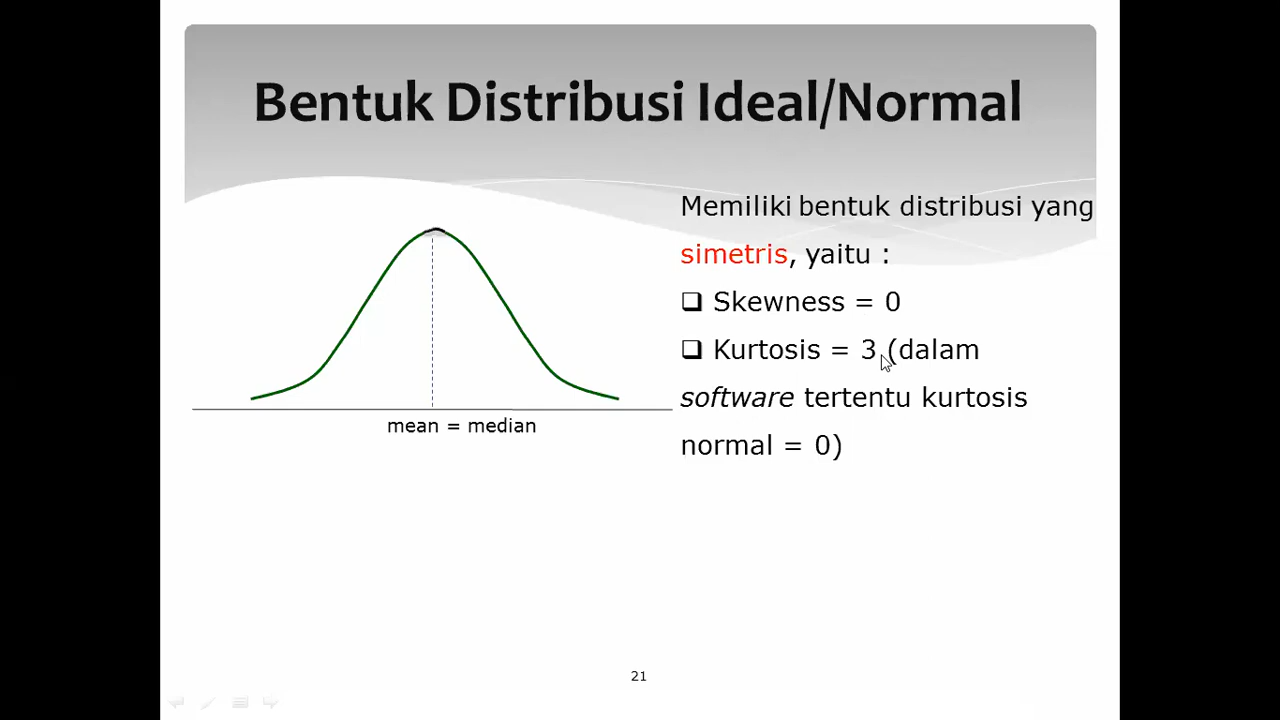 Bentuk Distribusi Ideal/Normal
Memiliki bentuk distribusi yang
simetris, yaitu :
❑ Skewness = 0
❑ Kurtosis = 3 (dalam
software tertentu kurtosis
normal = 0)
mean = median
21